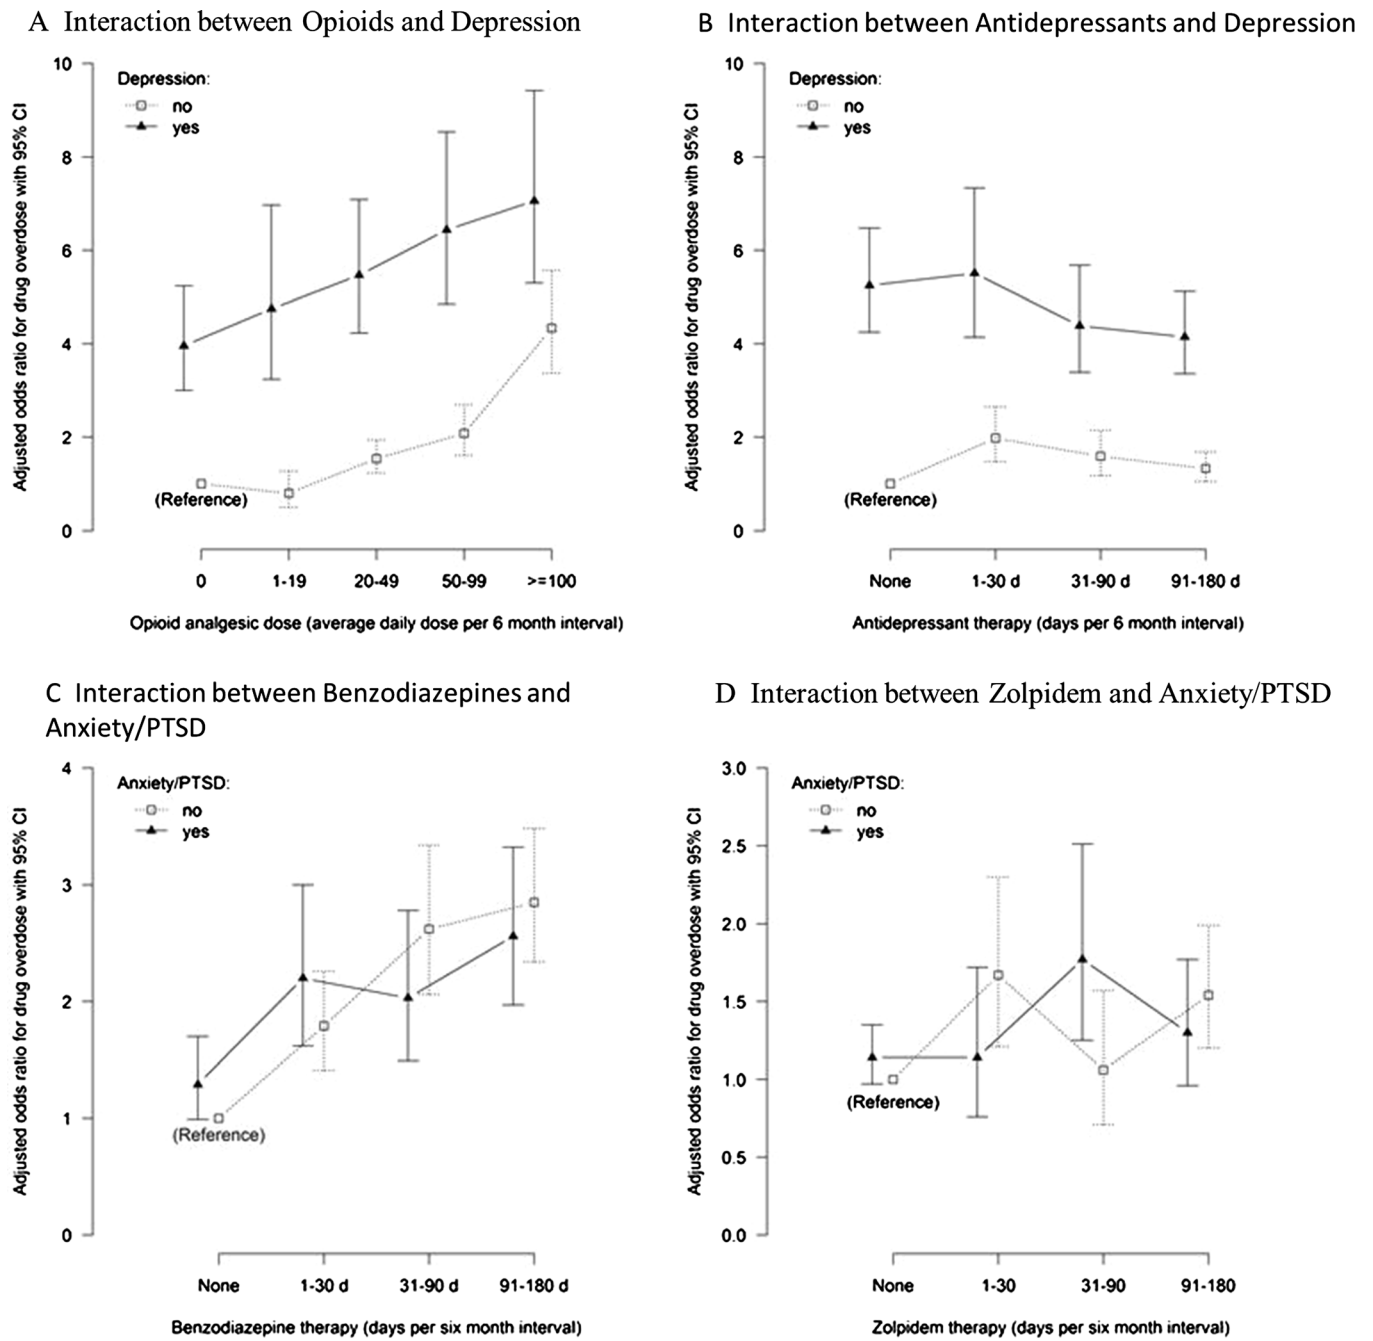 A Interaction between Opioids and Depression
Adjusted odds ratio for drug overdose with 95% CI
10
8
6
4
2
0
Depression:
no
yes
(Reference)
0 1-19 20-49 50-99 >=100
Opioid analgesic dose (average daily dose per 6 month interval)
B Interaction between Antidepressants and Depression
Adjusted odds ratio for drug overdose with 95% CI
10
8
6
4
2
0
Depression:
no
yes
(Reference)
None 1-30 d 31-90 d 91-180 d
Antidepressant therapy (days per 6 month interval)
C Interaction between Benzodiazepines and
Anxiety/PTSD
Adjusted odds ratio for drug overdose with 95% CI
4
3
2
1
0
Anxiety/PTSD:
no
yes
(Reference)
None 1-30 d 31-90 d 91-180 d
Benzodiazepine therapy (days per six month interval)
D Interaction between Zolpidem and Anxiety/PTSD
Adjusted odds ratio for drug overdose with 95% CI
3.0
2.5
2.0
1.5
1.0
0.5
0.0
Anxiety/PTSD:
no
yes
(Reference)
None 1-30 31-90 91-180
Zolpidem therapy (days per six month interval)